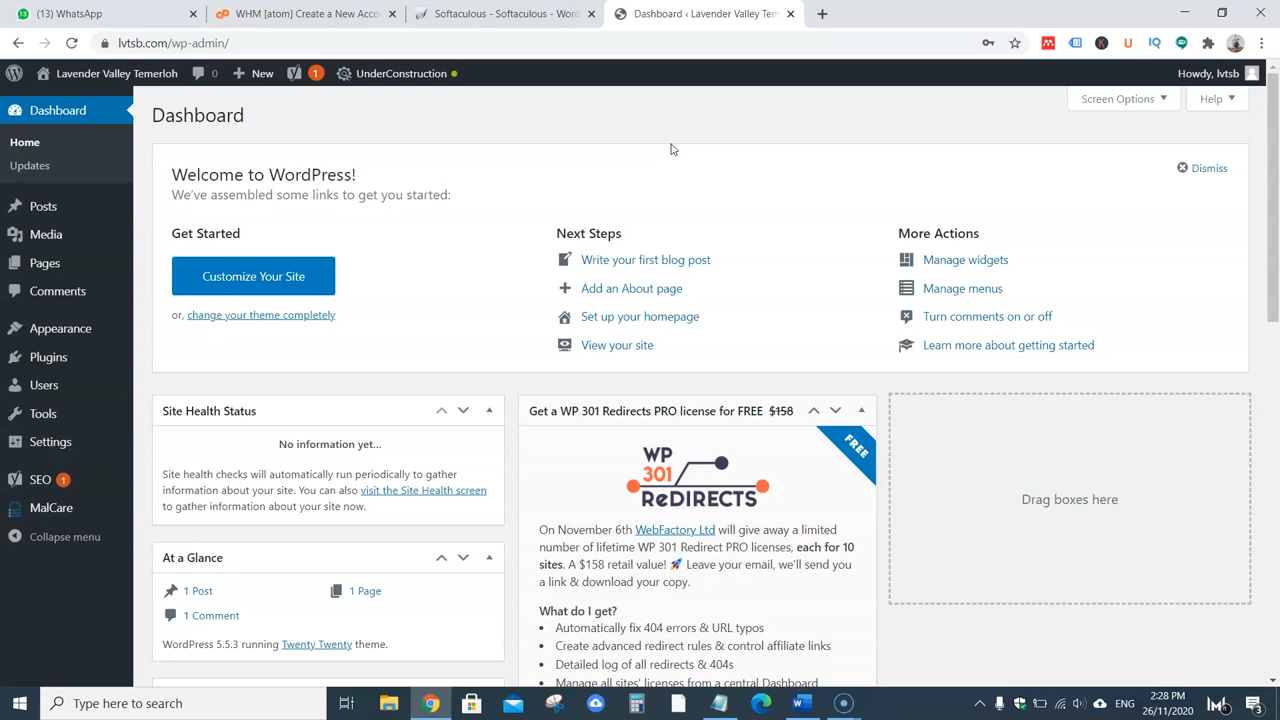 (13) WhatsApp
WHM [atom] Create a New Acco
Softaculous - Softaculous - Wor
Dashboard ‹ Lavender Valley Tem
lvtsb.com/wp-admin/
Lavender Valley Temerloh
0
New
1
UnderConstruction
Howdy, lvtsb
Screen Options
Help
Dashboard
Home
Updates
Posts
Media
Pages
Comments
Appearance
Plugins
Users
Tools
Settings
SEO 1
MalCare
Collapse menu
Dashboard
Welcome to WordPress!
We've assembled some links to get you started:
Dismiss
Get Started
Customize Your Site
or, change your theme completely
Next Steps
Write your first blog post
Add an About page
Set up your homepage
View your site
More Actions
Manage widgets
Manage menus
Turn comments on or off
Learn more about getting started
Site Health Status
No information yet...
Site health checks will automatically run periodically to gather
information about your site. You can also visit the Site Health screen
to gather information about your site now.
At a Glance
1 Post
1 Page
1 Comment
WordPress 5.5.3 running Twenty Twenty theme.
Get a WP 301 Redirects PRO license for FREE $158
FREE
WP
301
ReDIRECTS
On November 6th WebFactory Ltd will give away a limited
number of lifetime WP 301 Redirect PRO licenses, each for 10
sites. A $158 retail value! 🚀 Leave your email, we'll send you
a link & download your copy.
What do I get?
• Automatically fix 404 errors & URL typos
• Create advanced redirect rules & control affiliate links
• Detailed log of all redirects & 404s
• Manage all sites' licenses from a central Dashboard
Drag boxes here
Type here to search
ENG
2:28 PM
26/11/2020
3